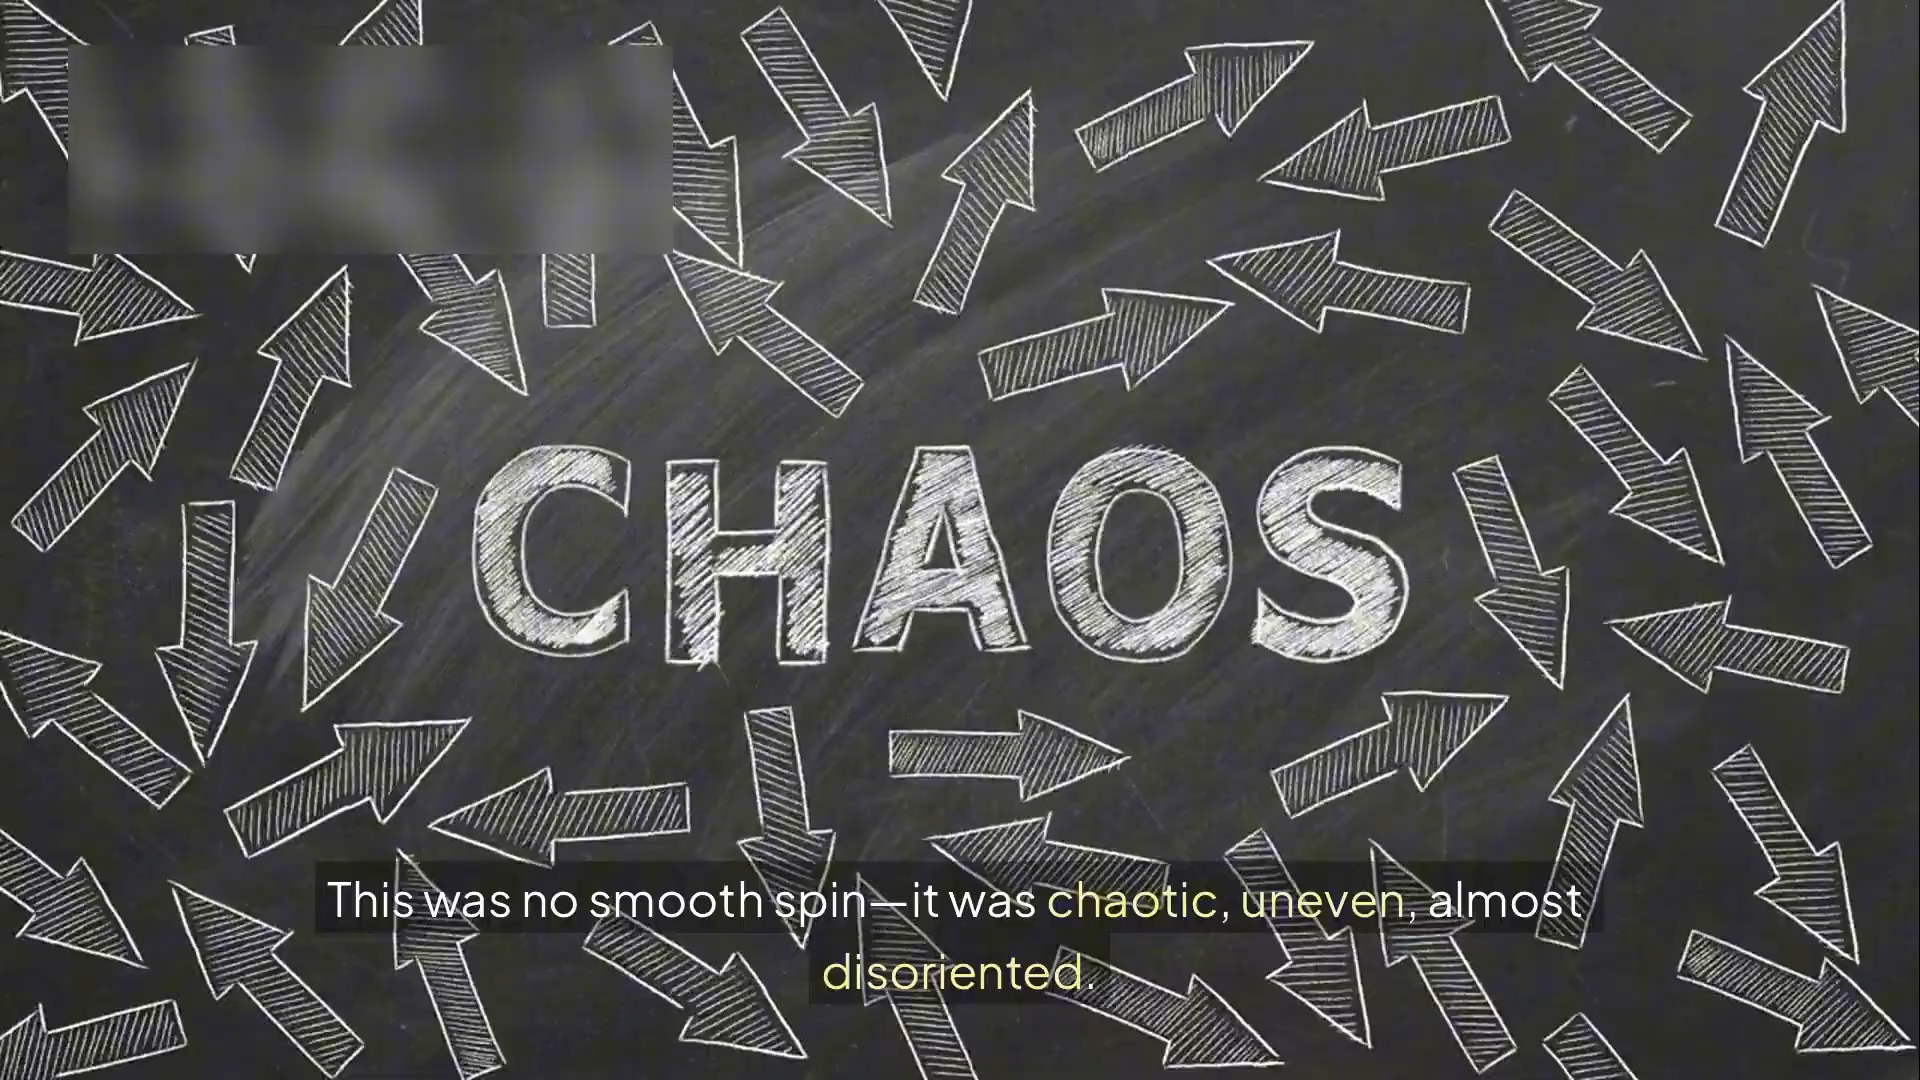 CHAOS
This was no smooth spin—it was chaotic, uneven, almost
disoriented.